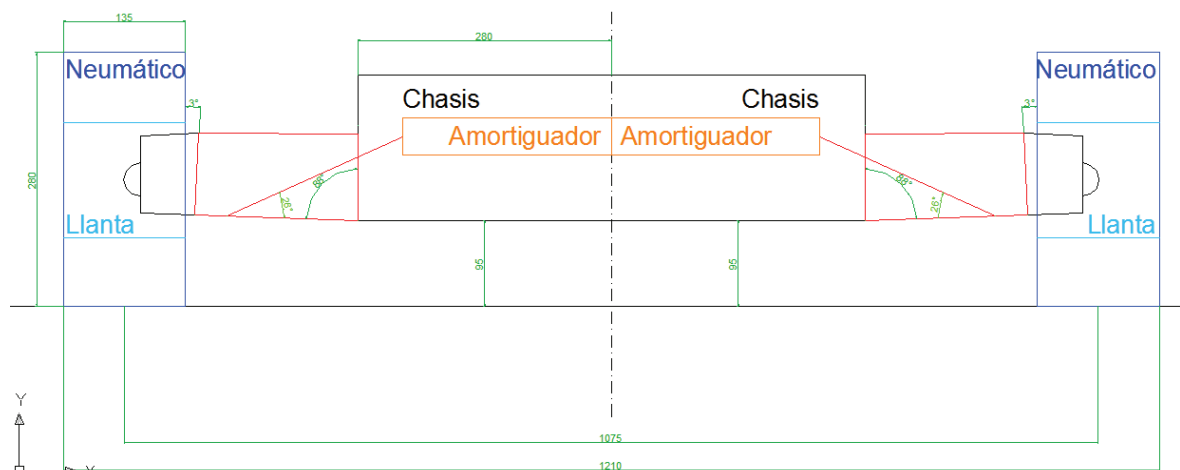 135
280
Neumático
Neumático
Chasis
Chasis
3°
3°
Amortiguador
Amortiguador
280
88°
88°
26°
26°
Llanta
Llanta
95
95
Y
1075
X
1210